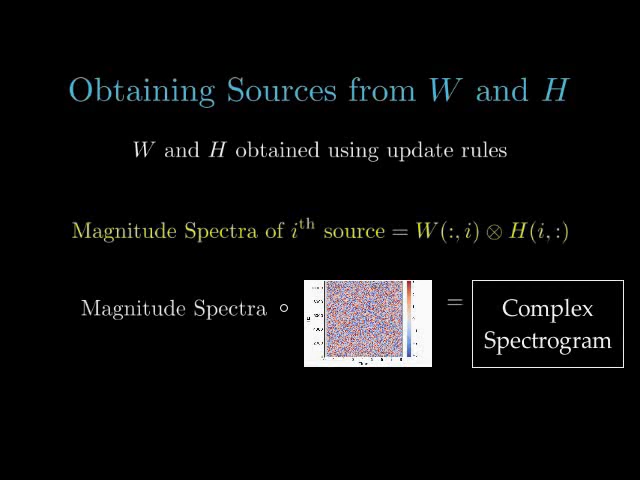 Obtaining Sources from W and H
W and H obtained using update rules
Magnitude Spectra of i^th source = W(:, i) ⊗ H(i, :)
Magnitude Spectra ∘ =
Complex
Spectrogram